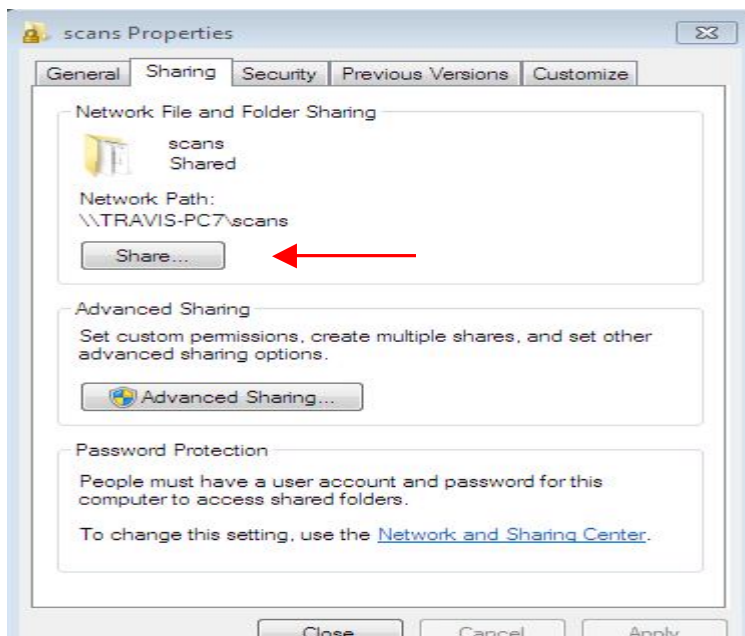 scans Properties
General Sharing Security Previous Versions Customize
Network File and Folder Sharing
scans
Shared
Network Path:
\\TRAVIS-PC7\scans
Share...
Advanced Sharing
Set custom permissions, create multiple shares, and set other
advanced sharing options.
Advanced Sharing...
Password Protection
People must have a user account and password for this
computer to access shared folders.
To change this setting, use the Network and Sharing Center.
Close Cancel Apply